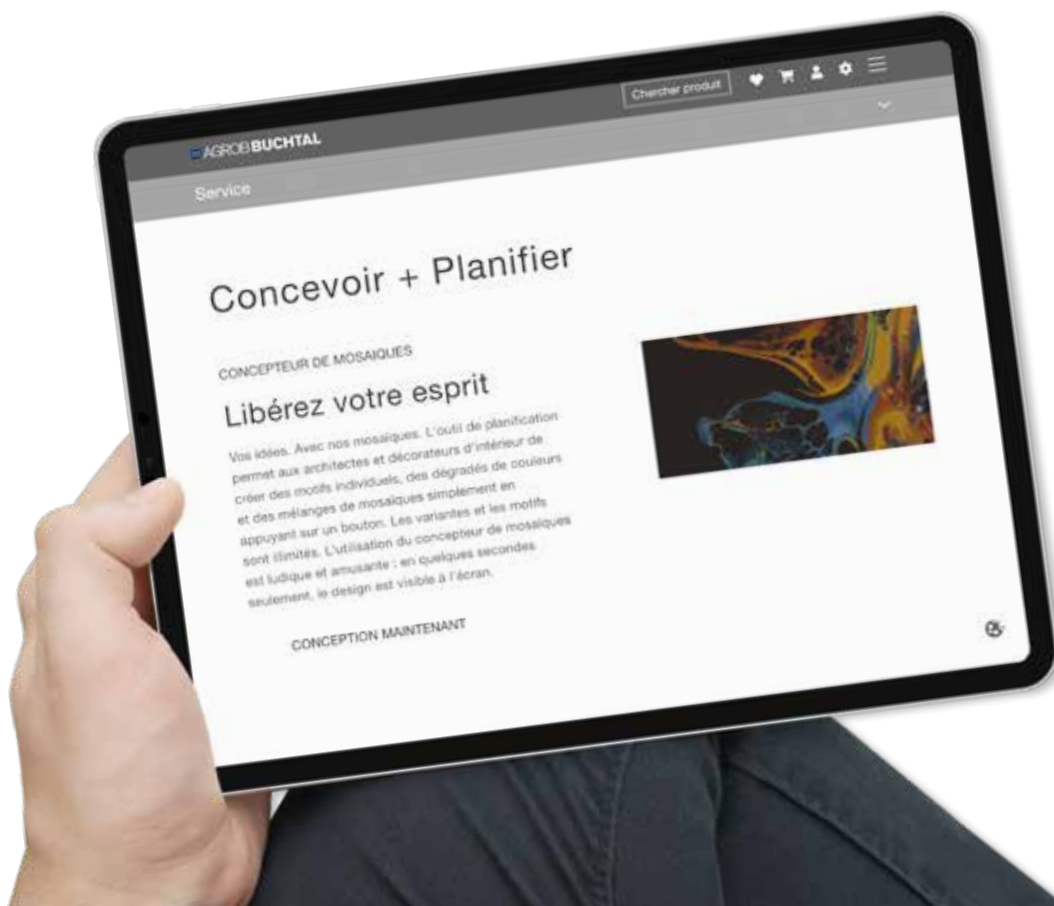 Chercher produit
AGROB BUCHTAL
Service
Concevoir + Planifier
CONCEPTEUR DE MOSAIQUES
Libérez votre esprit
Vos idées. Avec nos mosaïques. L'outil de planification
permet aux architectes et décorateurs d'intérieur de
créer des motifs individuels, des dégradés de couleurs
et des mélanges de mosaïques simplement en
appuyant sur un bouton. Les variantes et les motifs
sont illimités. L'utilisation du concepteur de mosaïques
est ludique et amusante : en quelques secondes
seulement, le design est visible à l'écran.
CONCEPTION MAINTENANT